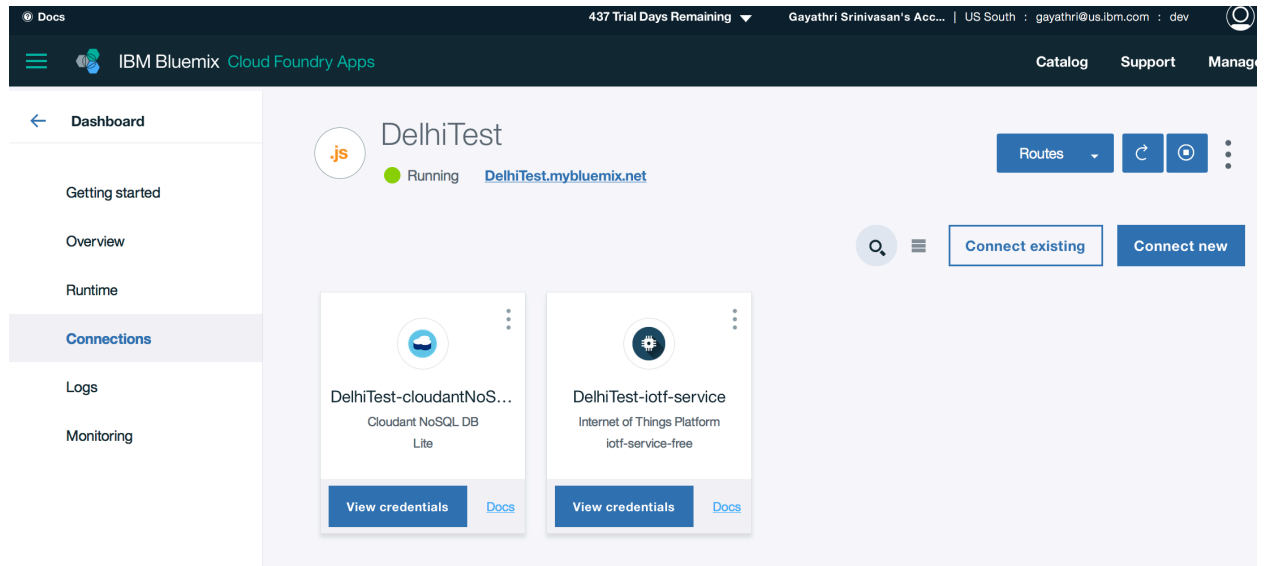 Docs
437 Trial Days Remaining
Gayathri Srinivasan's Acc... | US South : gayathri@us.ibm.com : dev
IBM Bluemix Cloud Foundry Apps
Catalog
Support
Manage
Dashboard
Getting started
Overview
Runtime
Connections
Logs
Monitoring
.js
DelhiTest
Running
DelhiTest.mybluemix.net
Routes
Connect existing
Connect new
DelhiTest-cloudantNoS...
Cloudant NoSQL DB
Lite
View credentials
Docs
DelhiTest-iotf-service
Internet of Things Platform
iotf-service-free
View credentials
Docs